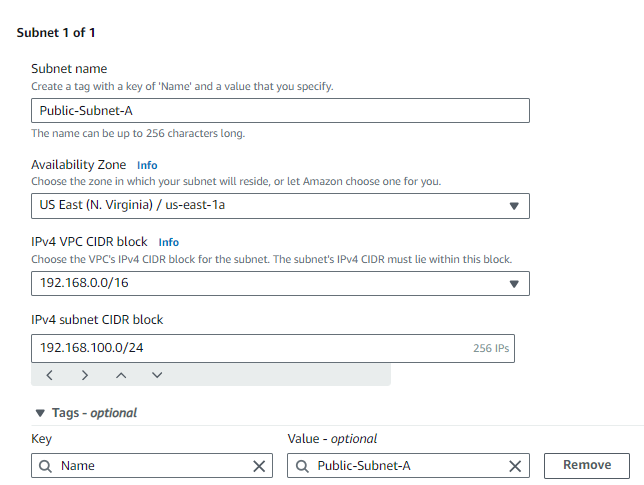 Subnet 1 of 1
Subnet name
Create a tag with a key of 'Name' and a value that you specify.
Public-Subnet-A
The name can be up to 256 characters long.
Availability Zone Info
Choose the zone in which your subnet will reside, or let Amazon choose one for you.
US East (N. Virginia) / us-east-1a
IPv4 VPC CIDR block Info
Choose the VPC's IPv4 CIDR block for the subnet. The subnet's IPv4 CIDR must lie within this block.
192.168.0.0/16
IPv4 subnet CIDR block
192.168.100.0/24 256 IPs
Tags - optional
Key Value - optional
Name Public-Subnet-A Remove